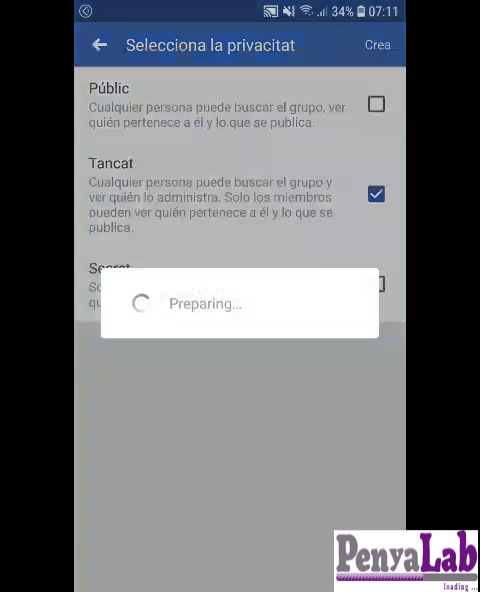 34% 07:11
Selecciona la privacitat
Crea
Públic
Cualquier persona puede buscar el grupo, ver
quién pertenece a él y lo que se publica.
Tancat
Cualquier persona puede buscar el grupo y
ver quién lo administra. Solo los miembros
pueden ver quién pertenece a él y lo que se
publica.
Secret
Preparing...
PenyaLab
loading ...